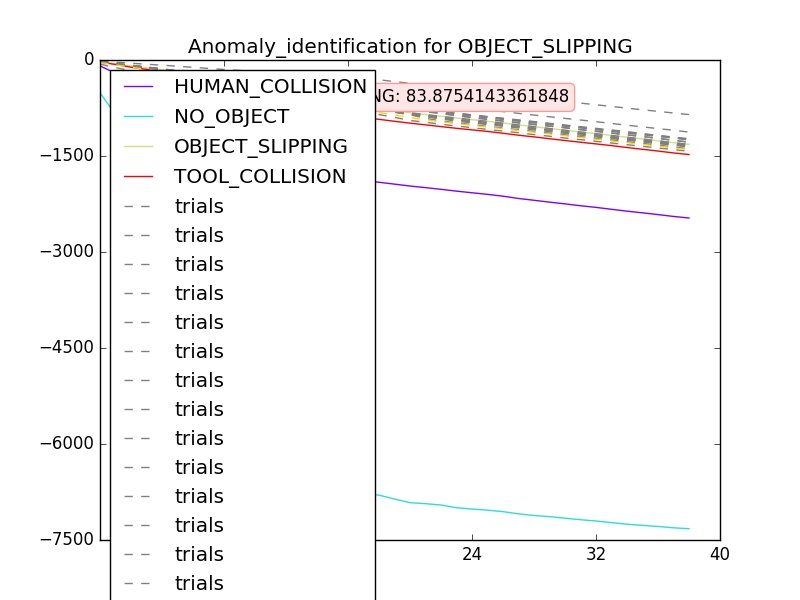 Anomaly_identification for OBJECT_SLIPPING
0
−1500
−3000
−4500
−6000
−7500
24
32
40
NG: 83.8754143361848
HUMAN_COLLISION
NO_OBJECT
OBJECT_SLIPPING
TOOL_COLLISION
trials
trials
trials
trials
trials
trials
trials
trials
trials
trials
trials
trials
trials
trials